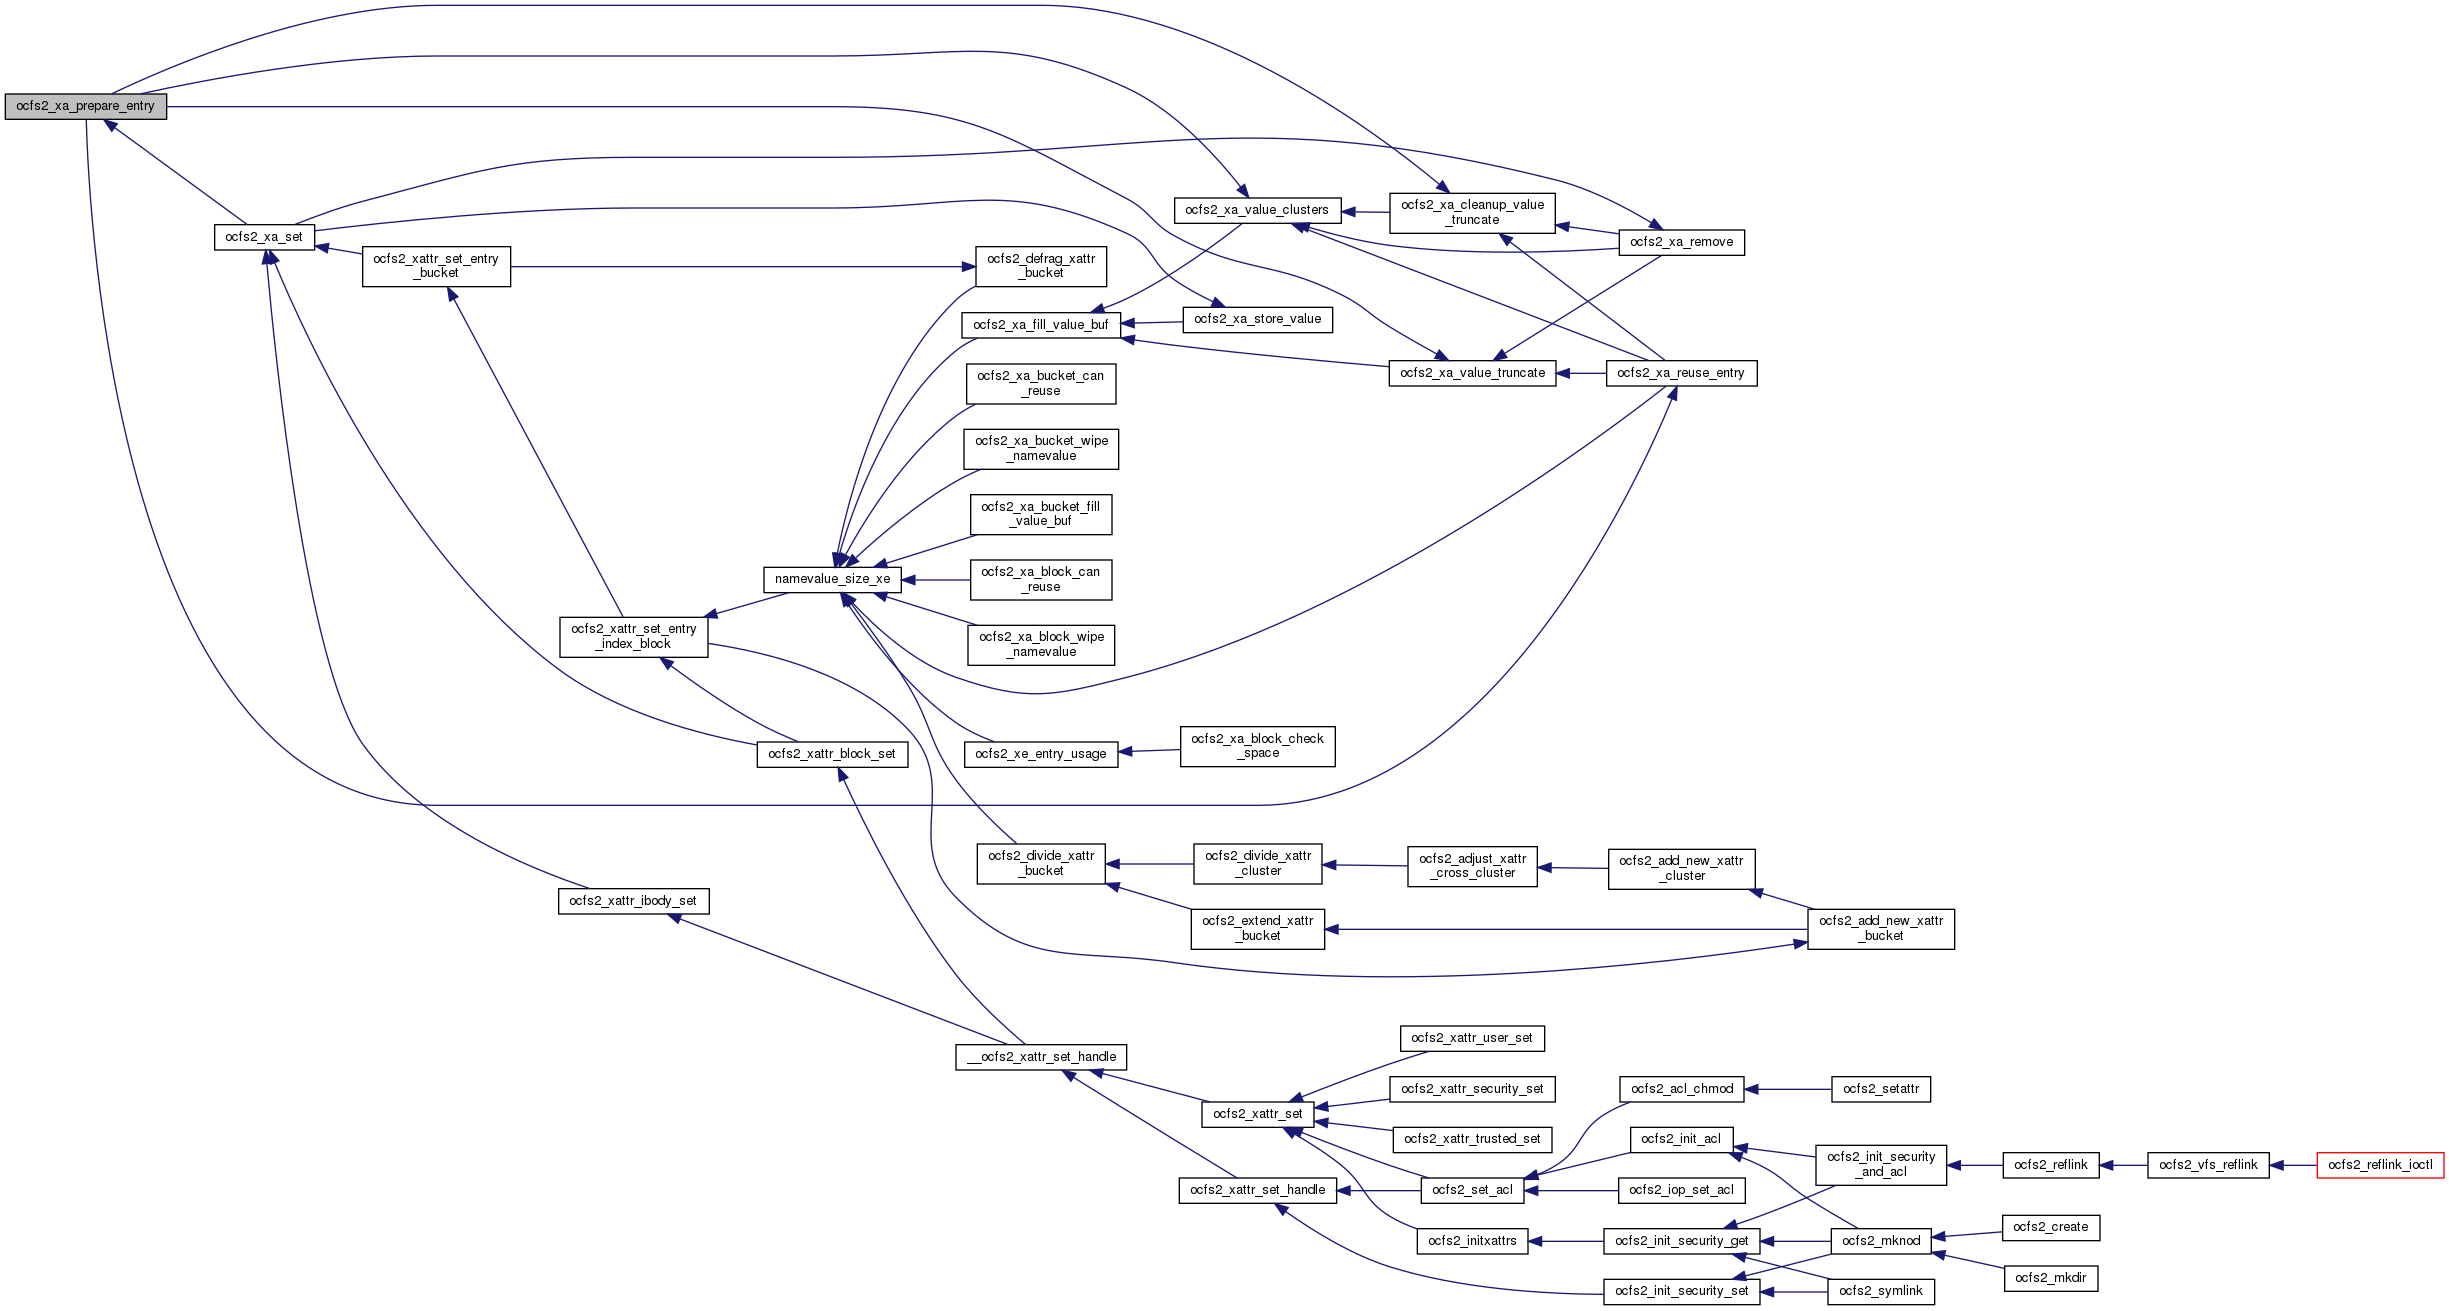 ocfs2_xa_prepare_entry
ocfs2_xa_set
ocfs2_xattr_set_entry
_bucket
ocfs2_xattr_set_entry
_index_block
ocfs2_xattr_ibody_set
namevalue_size_xe
ocfs2_xattr_block_set
ocfs2_defrag_xattr
_bucket
ocfs2_xa_fill_value_buf
ocfs2_xa_bucket_can
_reuse
ocfs2_xa_bucket_wipe
_namevalue
ocfs2_xa_bucket_fill
_value_buf
ocfs2_xa_block_can
_reuse
ocfs2_xa_block_wipe
_namevalue
ocfs2_xe_entry_usage
ocfs2_divide_xattr
_bucket
__ocfs2_xattr_set_handle
ocfs2_xa_value_clusters
ocfs2_xa_store_value
ocfs2_xa_block_check
_space
ocfs2_divide_xattr
_cluster
ocfs2_extend_xattr
_bucket
ocfs2_xattr_set
ocfs2_xattr_set_handle
ocfs2_xa_cleanup_value
_truncate
ocfs2_xa_value_truncate
ocfs2_adjust_xattr
_cross_cluster
ocfs2_xattr_user_set
ocfs2_xattr_security_set
ocfs2_xattr_trusted_set
ocfs2_set_acl
ocfs2_initxattrs
ocfs2_xa_remove
ocfs2_xa_reuse_entry
ocfs2_add_new_xattr
_cluster
ocfs2_acl_chmod
ocfs2_init_acl
ocfs2_iop_set_acl
ocfs2_init_security_get
ocfs2_init_security_set
ocfs2_add_new_xattr
_bucket
ocfs2_setattr
ocfs2_init_security
_and_acl
ocfs2_mknod
ocfs2_symlink
ocfs2_reflink
ocfs2_create
ocfs2_mkdir
ocfs2_vfs_reflink
ocfs2_reflink_ioctl